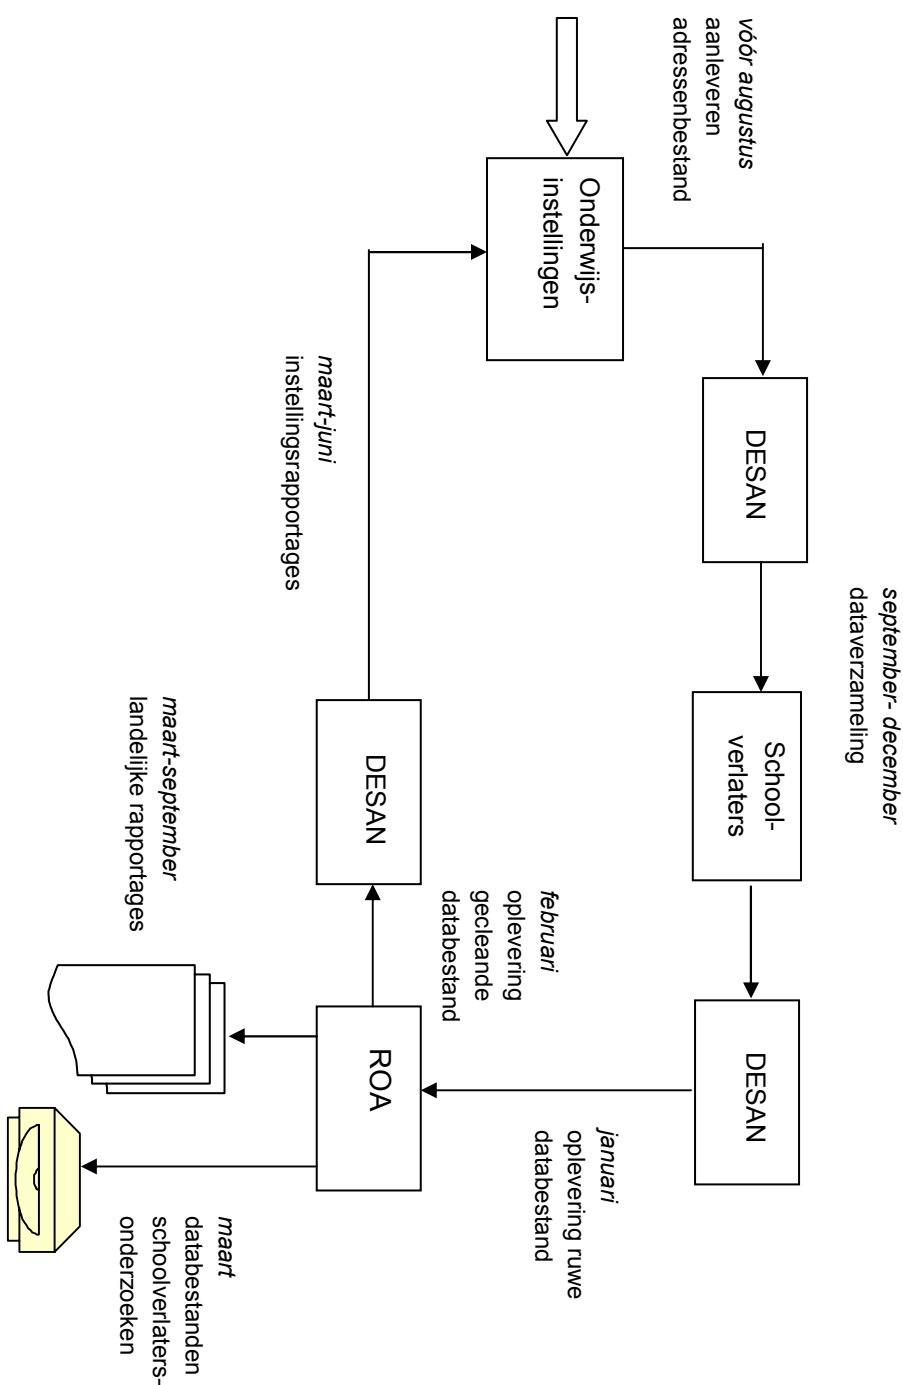 vóór augustus
aanleveren
adressenbestand
Onderwijs-
instellingen
DESAN
september- december
dataverzameling
School-
verlaters
DESAN
januari
oplevering ruwe
databestand
ROA
februari
oplevering
gecleande
databestand
DESAN
maart-juni
instellingsrapportages
maart-september
landelijke rapportages
maart
databestanden
schoolverlaters-
onderzoeken